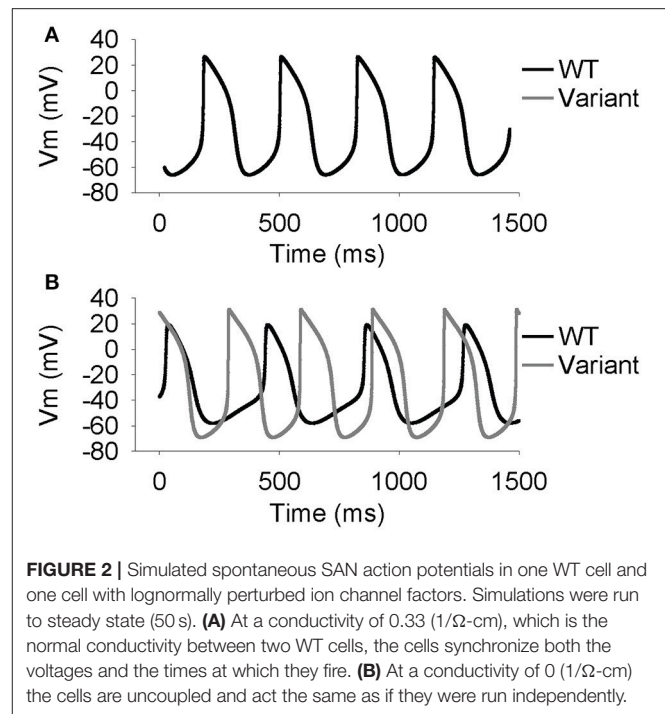 A
40
20
0
-20
-40
-60
-80
Vm (mV)
WT
Variant
0 500 1000 1500
Time (ms)
B
40
20
0
-20
-40
-60
-80
Vm (mV)
WT
Variant
0 500 1000 1500
Time (ms)
FIGURE 2 | Simulated spontaneous SAN action potentials in one WT cell and
one cell with lognormally perturbed ion channel factors. Simulations were run
to steady state (50 s). (A) At a conductivity of 0.33 (1/Ω-cm), which is the
normal conductivity between two WT cells, the cells synchronize both the
voltages and the times at which they fire. (B) At a conductivity of 0 (1/Ω-cm)
the cells are uncoupled and act the same as if they were run independently.